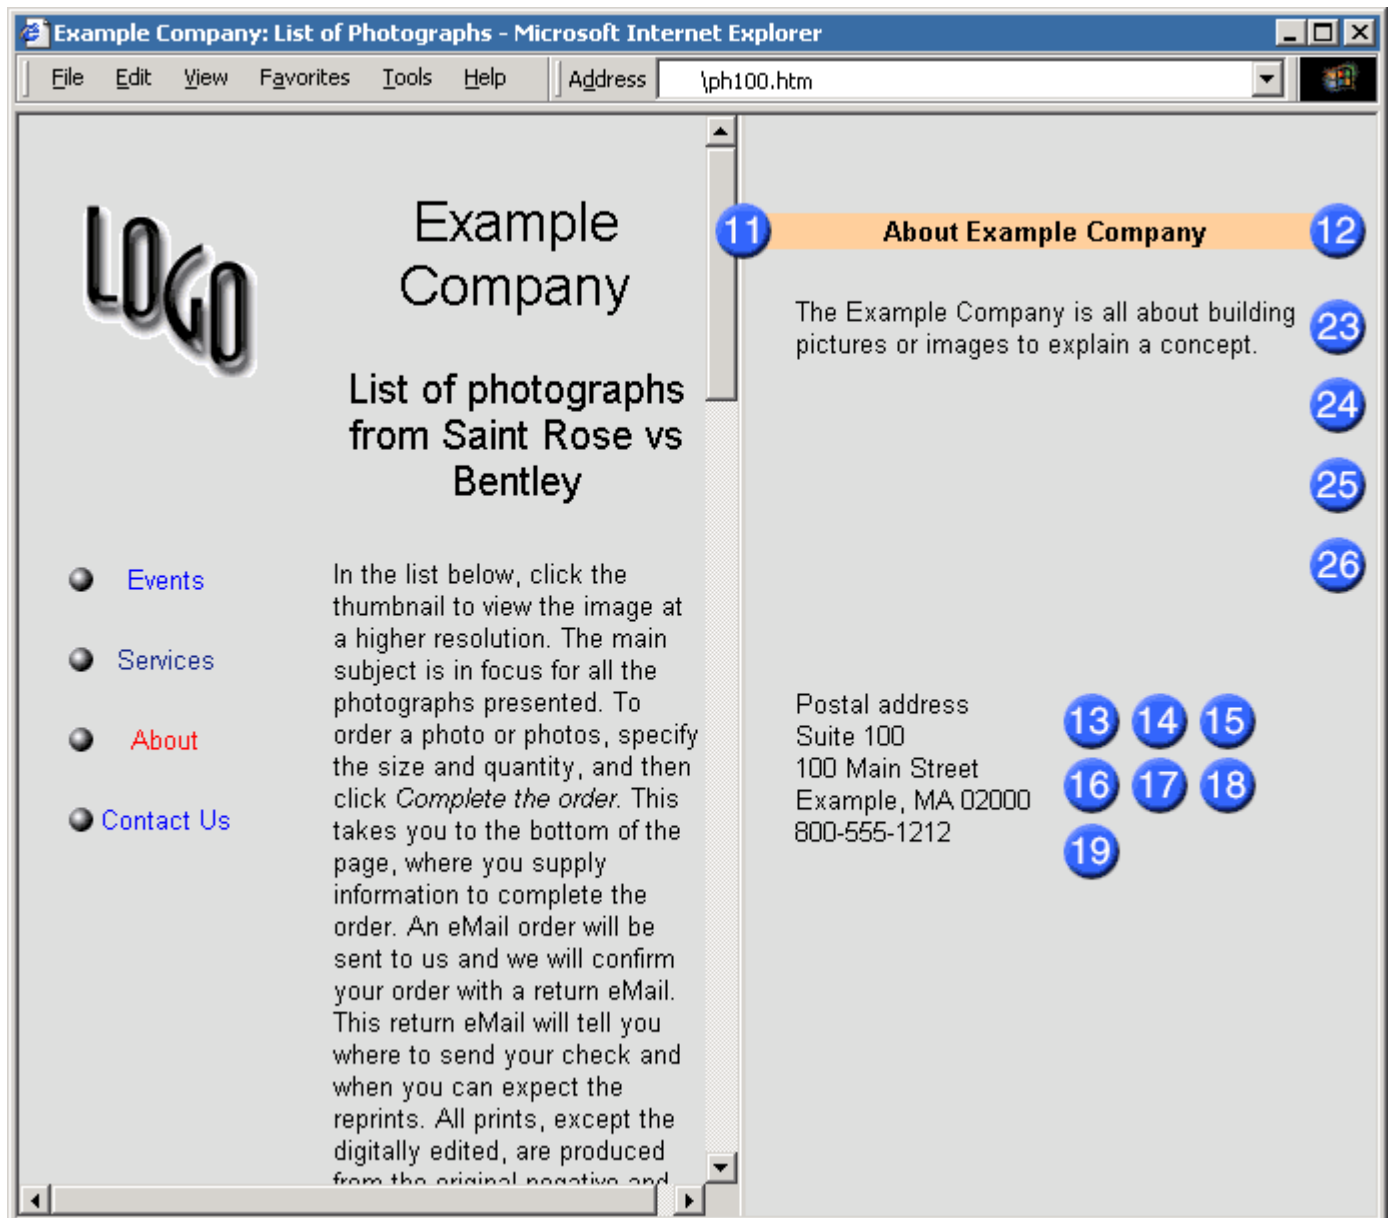 Example Company: List of Photographs - Microsoft Internet Explorer
File Edit View Favorites Tools Help Address \ph100.htm
LOGO
Example
Company
List of photographs
from Saint Rose vs
Bentley
Events
Services
About
Contact Us
In the list below, click the
thumbnail to view the image at
a higher resolution. The main
subject is in focus for all the
photographs presented. To
order a photo or photos, specify
the size and quantity, and then
click Complete the order. This
takes you to the bottom of the
page, where you supply
information to complete the
order. An eMail order will be
sent to us and we will confirm
your order with a return eMail.
This return eMail will tell you
where to send your check and
when you can expect the
reprints. All prints, except the
digitally edited, are produced
from the original negative and
11 About Example Company 12
The Example Company is all about building
pictures or images to explain a concept.
23
24
25
26
Postal address
Suite 100
100 Main Street
Example, MA 02000
800-555-1212
13 14 15
16 17 18
19